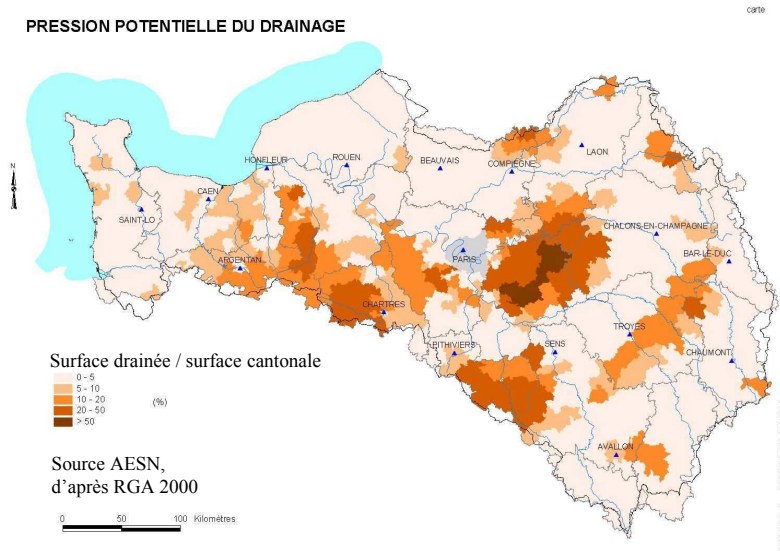 carte
PRESSION POTENTIELLE DU DRAINAGE
N
HONFLEUR
ROUEN
BEAUVAIS
COMPIEGNE
LAON
CAEN
SAINT-LO
CHALONS-EN-CHAMPAGNE
PARIS
BAR-LE-DUC
ARGENTAN
CHARTRES
TROYES
PITHIVIERS
SENS
CHAUMONT
AVALLON
Surface drainée / surface cantonale
0 - 5
5 - 10
10 - 20
20 - 50
> 50
(%)
Source AESN,
d'après RGA 2000
0 50 100 Kilométres